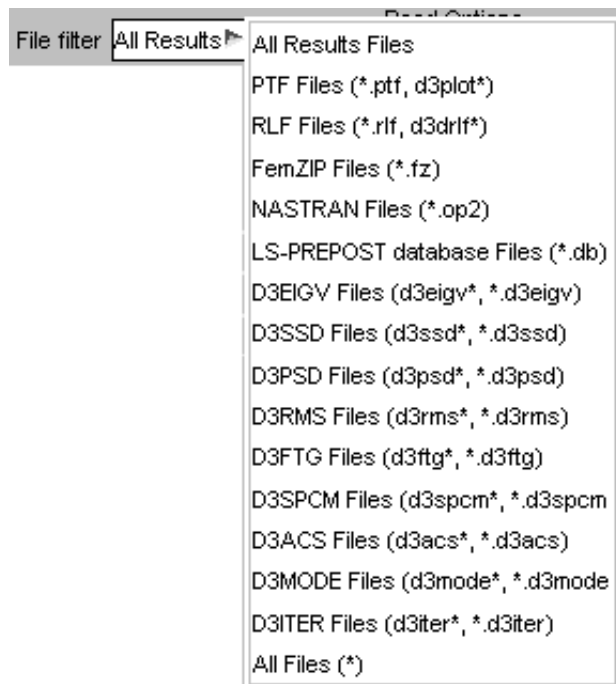 Read Options
File filter All Results
All Results Files
PTF Files (*.ptf, d3plot*)
RLF Files (*.rlf, d3drlf*)
FemZIP Files (*.fz)
NASTRAN Files (*.op2)
LS-PREPOST database Files (*.db)
D3EIGV Files (d3eigv*, *.d3eigv)
D3SSD Files (d3ssd*, *.d3ssd)
D3PSD Files (d3psd*, *.d3psd)
D3RMS Files (d3rms*, *.d3rms)
D3FTG Files (d3ftg*, *.d3ftg)
D3SPCM Files (d3spcm*, *.d3spcm
D3ACS Files (d3acs*, *.d3acs)
D3MODE Files (d3mode*, *.d3mode
D3ITER Files (d3iter*, *.d3iter)
All Files (*)